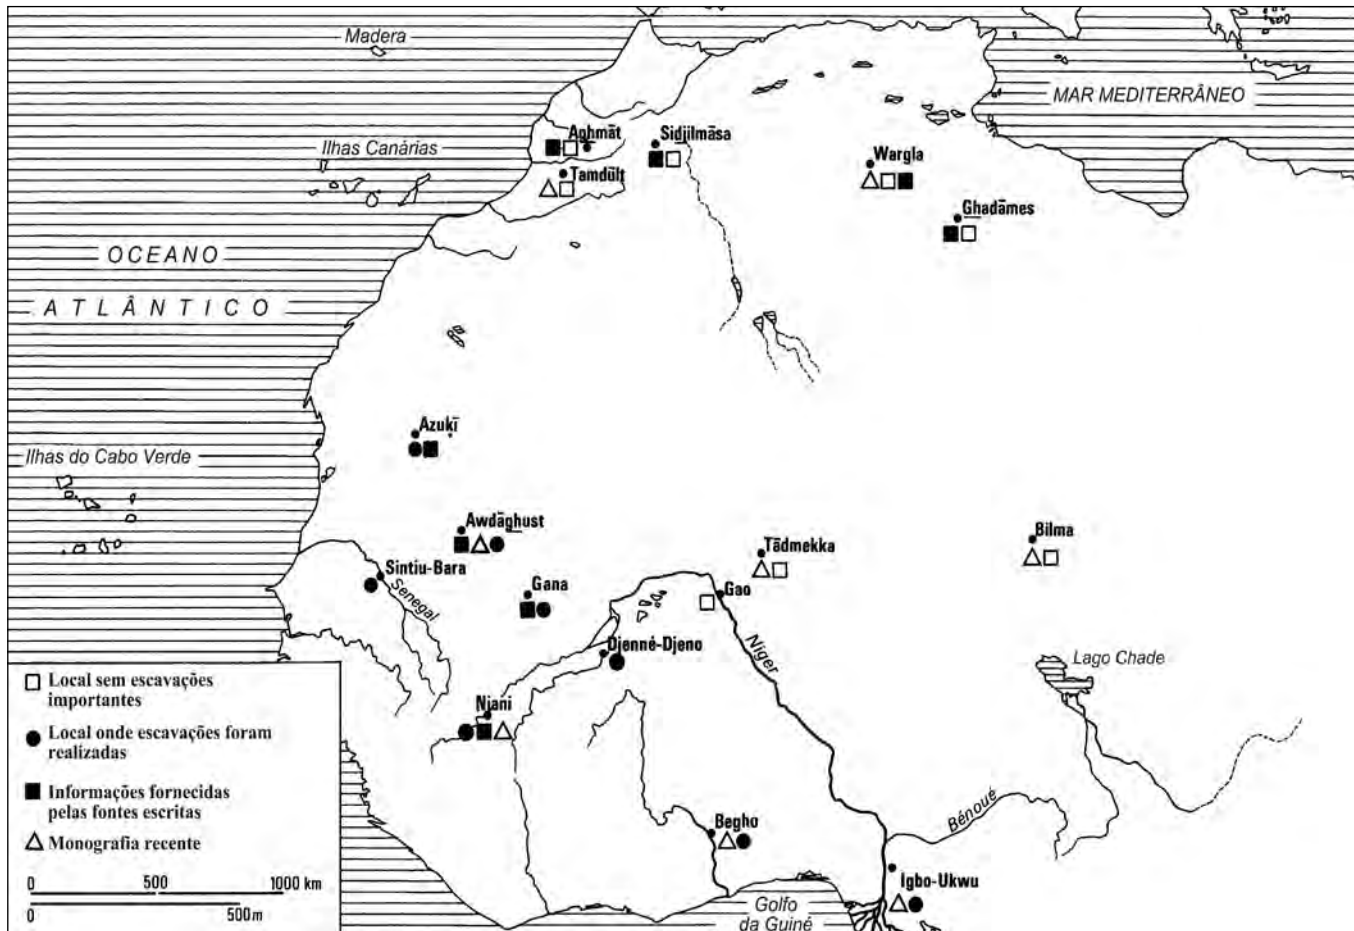 Madera
MAR MEDITERRÂNEO
Ilhas Canárias
Aghmāt
Sidjilmāsa
Tamdūlt
Wargla
Ghadāmes
OCEANO
ATLÂNTICO
Azukī
Ilhas do Cabo Verde
Awdāghust
Tādmekka
Bilma
Sintiu-Bara
Senegal
Gana
Gao
Niger
Djenné-Djeno
Lago Chade
Niani
Begho
Bénoué
Igbo-Ukwu
Golfo
da Guiné
Local sem escavações
importantes
Local onde escavações foram
realizadas
Informações fornecidas
pelas fontes escritas
Monografia recente
0 500 1000 km
0 500 m